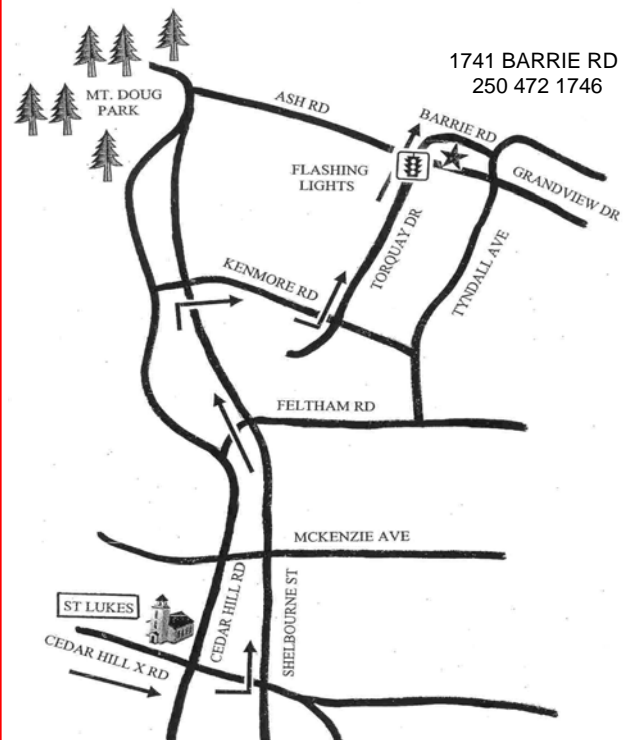 1741 BARRIE RD
250 472 1746
MT. DOUG
PARK
ASH RD
BARRIE RD
FLASHING
LIGHTS
GRANDVIEW DR
TORQUAY DR
TYNDALL AVE
KENMORE RD
FELTHAM RD
MCKENZIE AVE
CEDAR HILL RD
SHELBOURNE ST
ST LUKES
CEDAR HILL X RD